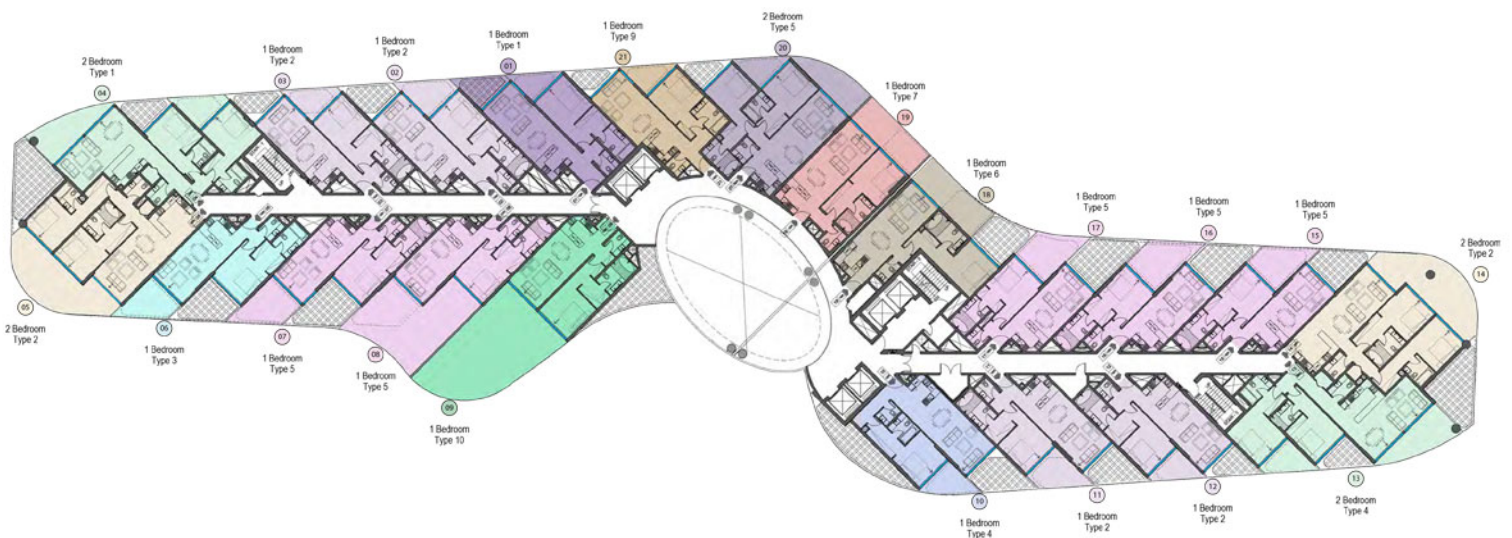 2 Bedroom
Type 1
04
1 Bedroom
Type 2
03
1 Bedroom
Type 2
02
1 Bedroom
Type 1
01
1 Bedroom
Type 9
21
2 Bedroom
Type 5
20
1 Bedroom
Type 7
19
1 Bedroom
Type 6
18
1 Bedroom
Type 5
17
1 Bedroom
Type 5
16
1 Bedroom
Type 5
15
2 Bedroom
Type 2
14
05
2 Bedroom
Type 2
06
1 Bedroom
Type 3
07
1 Bedroom
Type 5
08
1 Bedroom
Type 5
09
1 Bedroom
Type 10
10
1 Bedroom
Type 4
11
1 Bedroom
Type 2
12
1 Bedroom
Type 2
13
2 Bedroom
Type 4